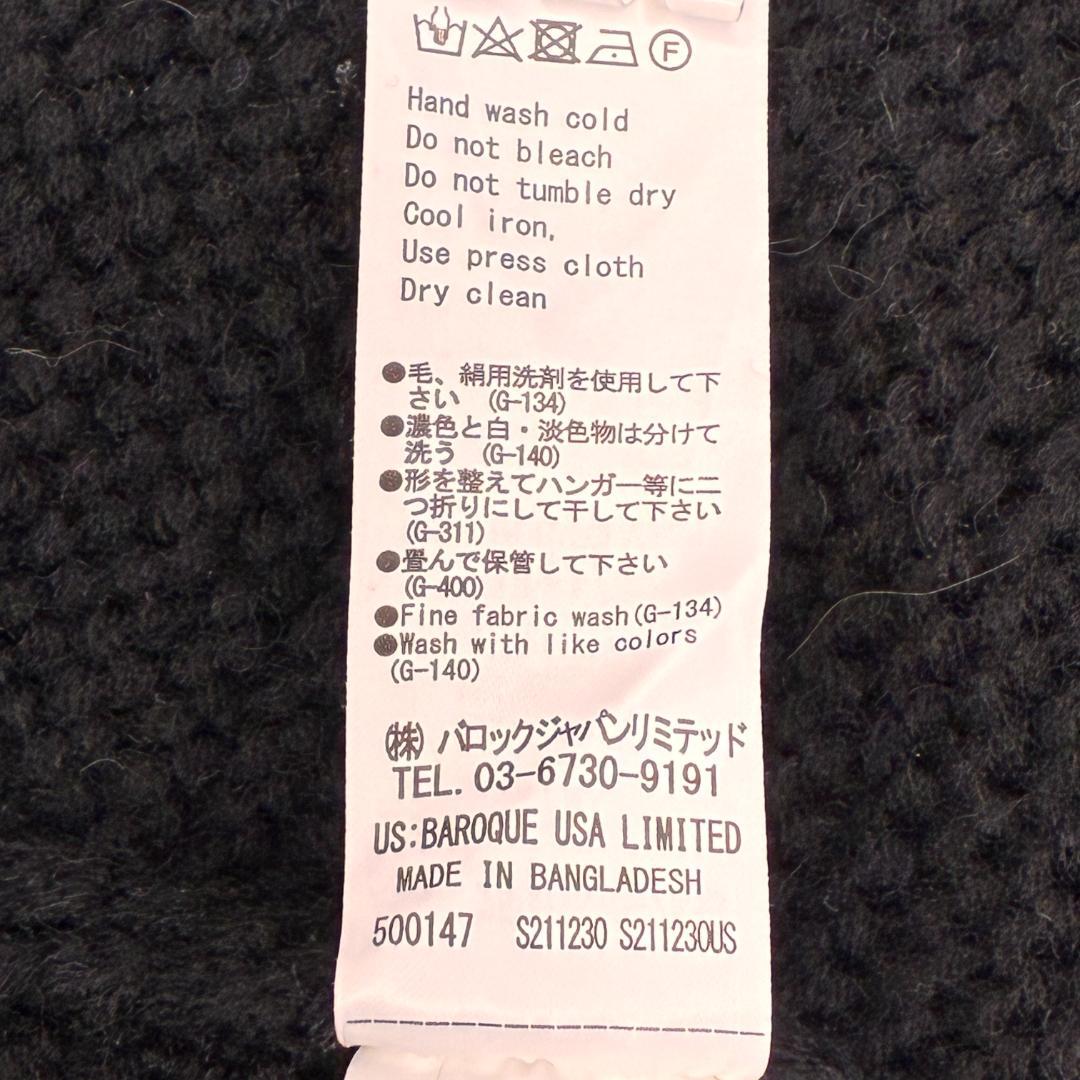 F
Hand wash cold
Do not bleach
Do not tumble dry
Cool iron,
Use press cloth
Dry clean
●毛、絹用洗剤を使用して下
さい (G-134)
●濃色と白・淡色物は分けて
洗う (G-140)
●形を整えてハンガー等に二
つ折りにして干して下さい
(G-311)
●畳んで保管して下さい
(G-400)
●Fine fabric wash(G-134)
●Wash with like colors
(G-140)
(株) バロックジャパンリミテッド
TEL. 03-6730-9191
US:BAROQUE USA LIMITED
MADE IN BANGLADESH
500147 S211230 S211230US